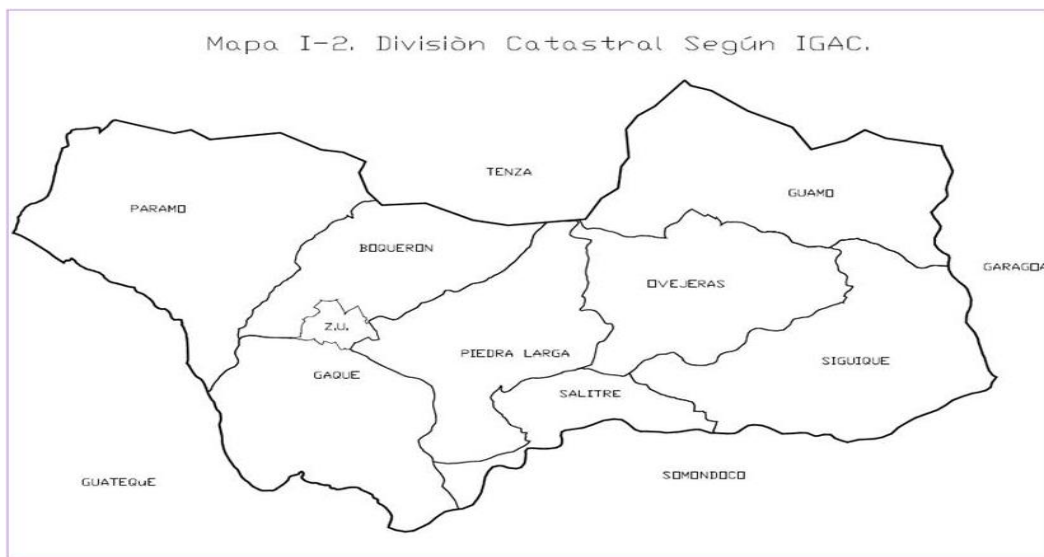 Mapa I-2. Divisiòn Catastral Según IGAC.
TENZA
GUAMO
PARAMO
BOQUERON
GARAGOA
OVEJERAS
Z.U.
PIEDRA LARGA
SIGUIQUE
GAQUE
SALITRE
SOMONDOCO
GUATEQuE